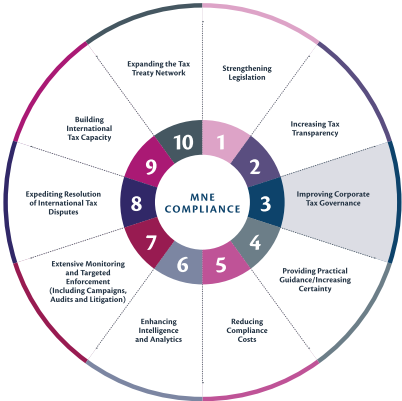 MNE
COMPLIANCE
1
Strengthening
Legislation
2
Increasing Tax
Transparency
3
Improving Corporate
Tax Governance
4
Providing Practical
Guidance/Increasing
Certainty
5
Reducing
Compliance
Costs
6
Enhancing
Intelligence
and Analytics
7
Extensive Monitoring
and Targeted
Enforcement
(Including Campaigns,
Audits and Litigation)
8
Expediting Resolution
of International Tax
Disputes
9
Building
International
Tax Capacity
10
Expanding the Tax
Treaty Network